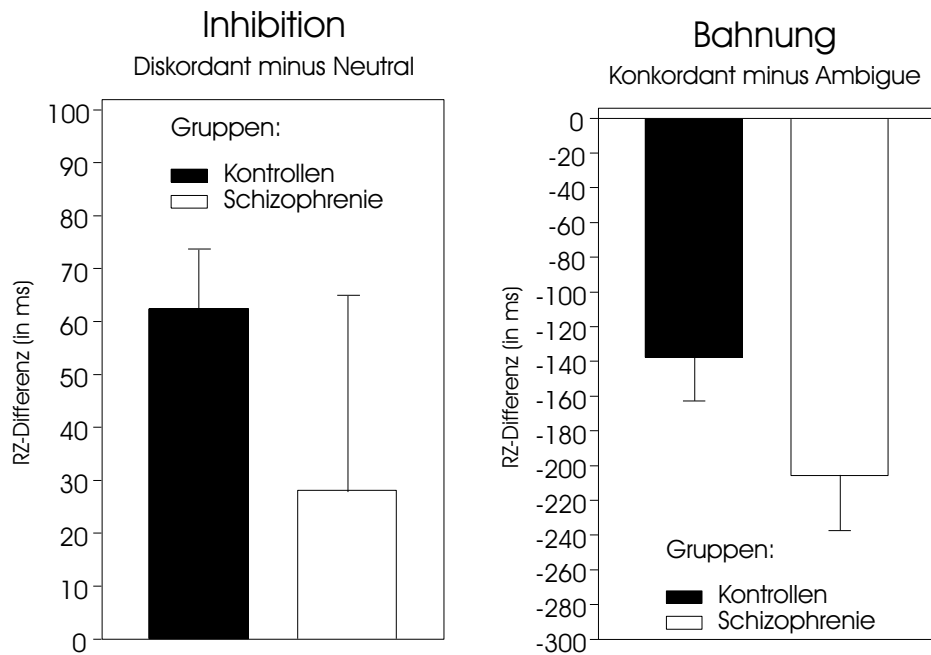 Inhibition
Diskordant minus Neutral
100
90
80
70
60
50
40
30
20
10
0
RZ-Differenz (in ms)
Gruppen:
Kontrollen
Schizophrenie
Bahnung
Konkordant minus Ambigue
0
-20
-40
-60
-80
-100
-120
-140
-160
-180
-200
-220
-240
-260
-280
-300
RZ-Differenz (in ms)
Gruppen:
Kontrollen
Schizophrenie